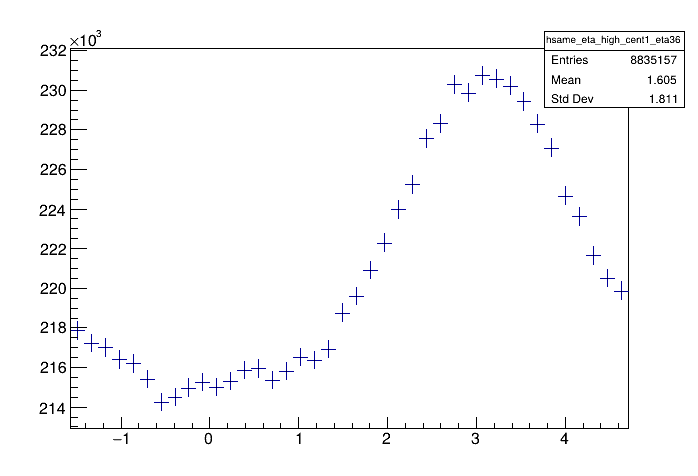 ×10³
hsame_eta_high_cent1_eta36
Entries 8835157
Mean 1.605
Std Dev 1.811
232
230
228
226
224
222
220
218
216
214
−1 0 1 2 3 4